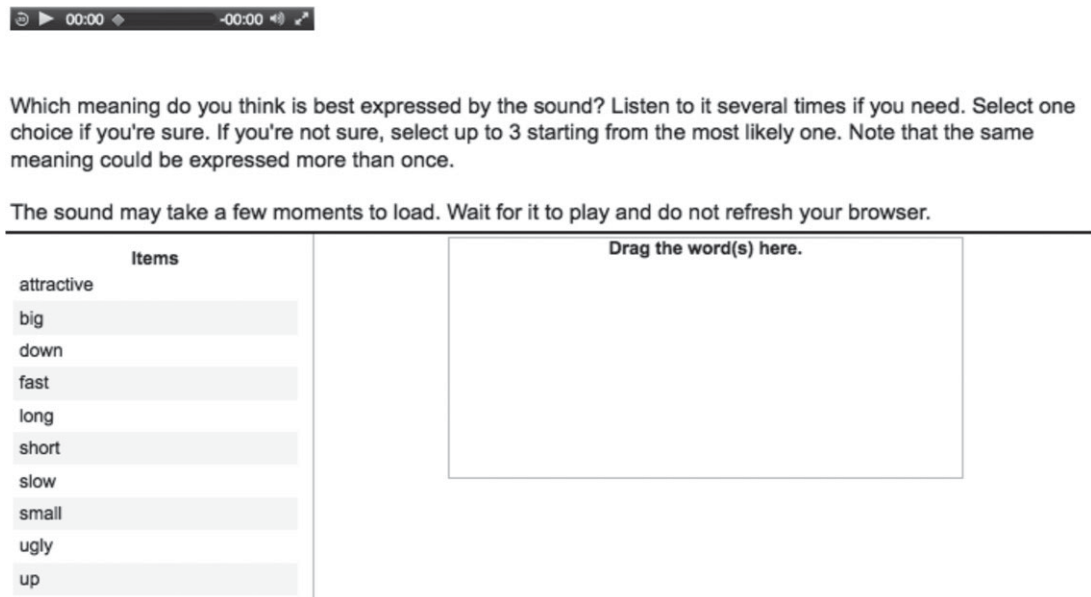 00:00 -00:00
Which meaning do you think is best expressed by the sound? Listen to it several times if you need. Select one
choice if you're sure. If you're not sure, select up to 3 starting from the most likely one. Note that the same
meaning could be expressed more than once.
The sound may take a few moments to load. Wait for it to play and do not refresh your browser.
Items
attractive
big
down
fast
long
short
slow
small
ugly
up
Drag the word(s) here.